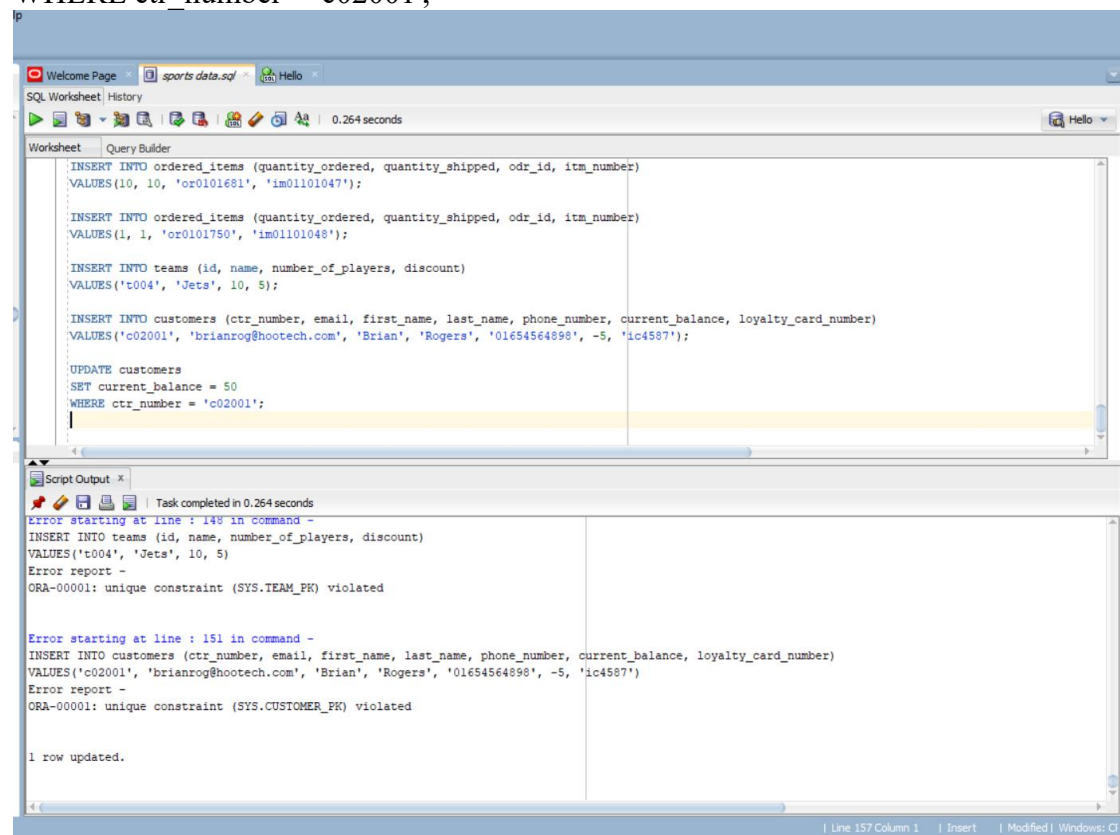 WHERE ctr_number = 'c02001';
Welcome Page
sports data.sql
Hello
SQL Worksheet History
0.264 seconds
Hello
Worksheet Query Builder
INSERT INTO ordered_items (quantity_ordered, quantity_shipped, odr_id, itm_number)
VALUES(10, 10, 'or0101681', 'im01101047');
INSERT INTO ordered_items (quantity_ordered, quantity_shipped, odr_id, itm_number)
VALUES(1, 1, 'or0101750', 'im01101048');
INSERT INTO teams (id, name, number_of_players, discount)
VALUES('t004', 'Jets', 10, 5);
INSERT INTO customers (ctr_number, email, first_name, last_name, phone_number, current_balance, loyalty_card_number)
VALUES('c02001', 'brianrog@hootech.com', 'Brian', 'Rogers', '01654564898', -5, 'ic4587');
UPDATE customers
SET current_balance = 50
WHERE ctr_number = 'c02001';
Script Output
Task completed in 0.264 seconds
Error starting at line : 148 in command -
INSERT INTO teams (id, name, number_of_players, discount)
VALUES('t004', 'Jets', 10, 5)
Error report -
ORA-00001: unique constraint (SYS.TEAM_PK) violated
Error starting at line : 151 in command -
INSERT INTO customers (ctr_number, email, first_name, last_name, phone_number, current_balance, loyalty_card_number)
VALUES('c02001', 'brianrog@hootech.com', 'Brian', 'Rogers', '01654564898', -5, 'ic4587')
Error report -
ORA-00001: unique constraint (SYS.CUSTOMER_PK) violated
1 row updated.
| Line 157 Column 1 | Insert | Modified | Windows: